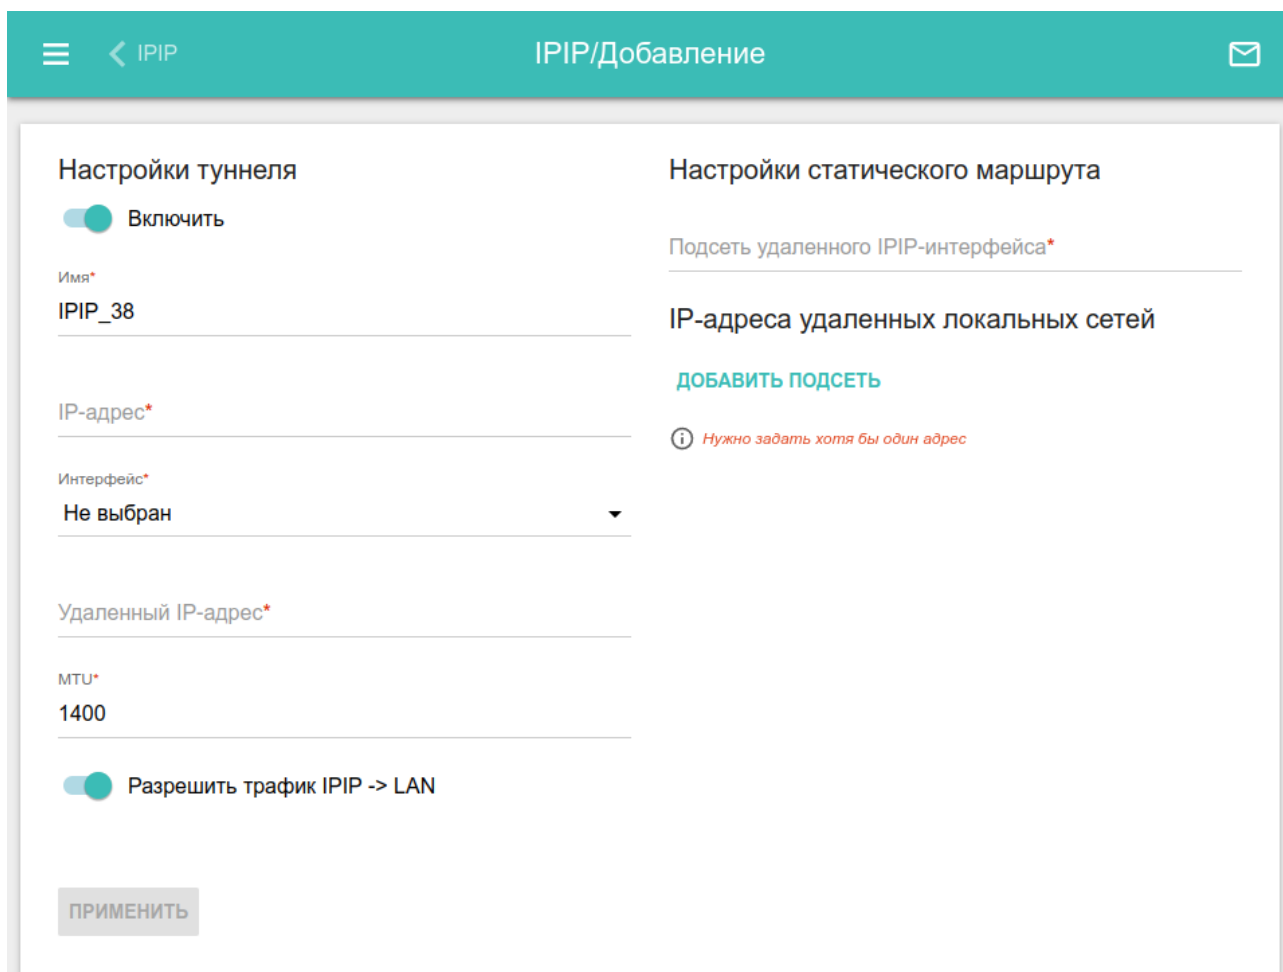 IPIP
IPIP/Добавление
Настройки туннеля
Включить
Имя*
IPIP_38
IP-адрес*
Интерфейс*
Не выбран
Удаленный IP-адрес*
MTU*
1400
Разрешить трафик IPIP -> LAN
ПРИМЕНИТЬ
Настройки статического маршрута
Подсеть удаленного IPIP-интерфейса*
IP-адреса удаленных локальных сетей
ДОБАВИТЬ ПОДСЕТЬ
Нужно задать хотя бы один адрес